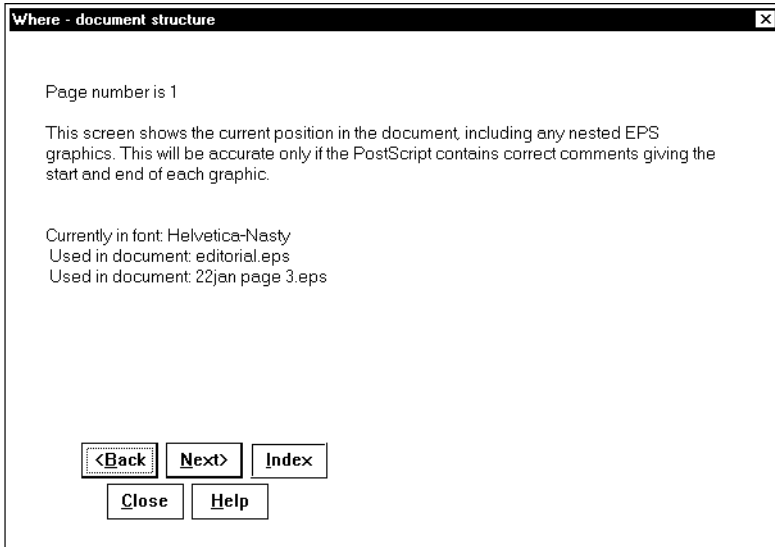 Where - document structure
Page number is 1
This screen shows the current position in the document, including any nested EPS
graphics. This will be accurate only if the PostScript contains correct comments giving the
start and end of each graphic.
Currently in font: Helvetica-Nasty
Used in document: editorial.eps
Used in document: 22jan page 3.eps
<Back Next> Index
Close Help